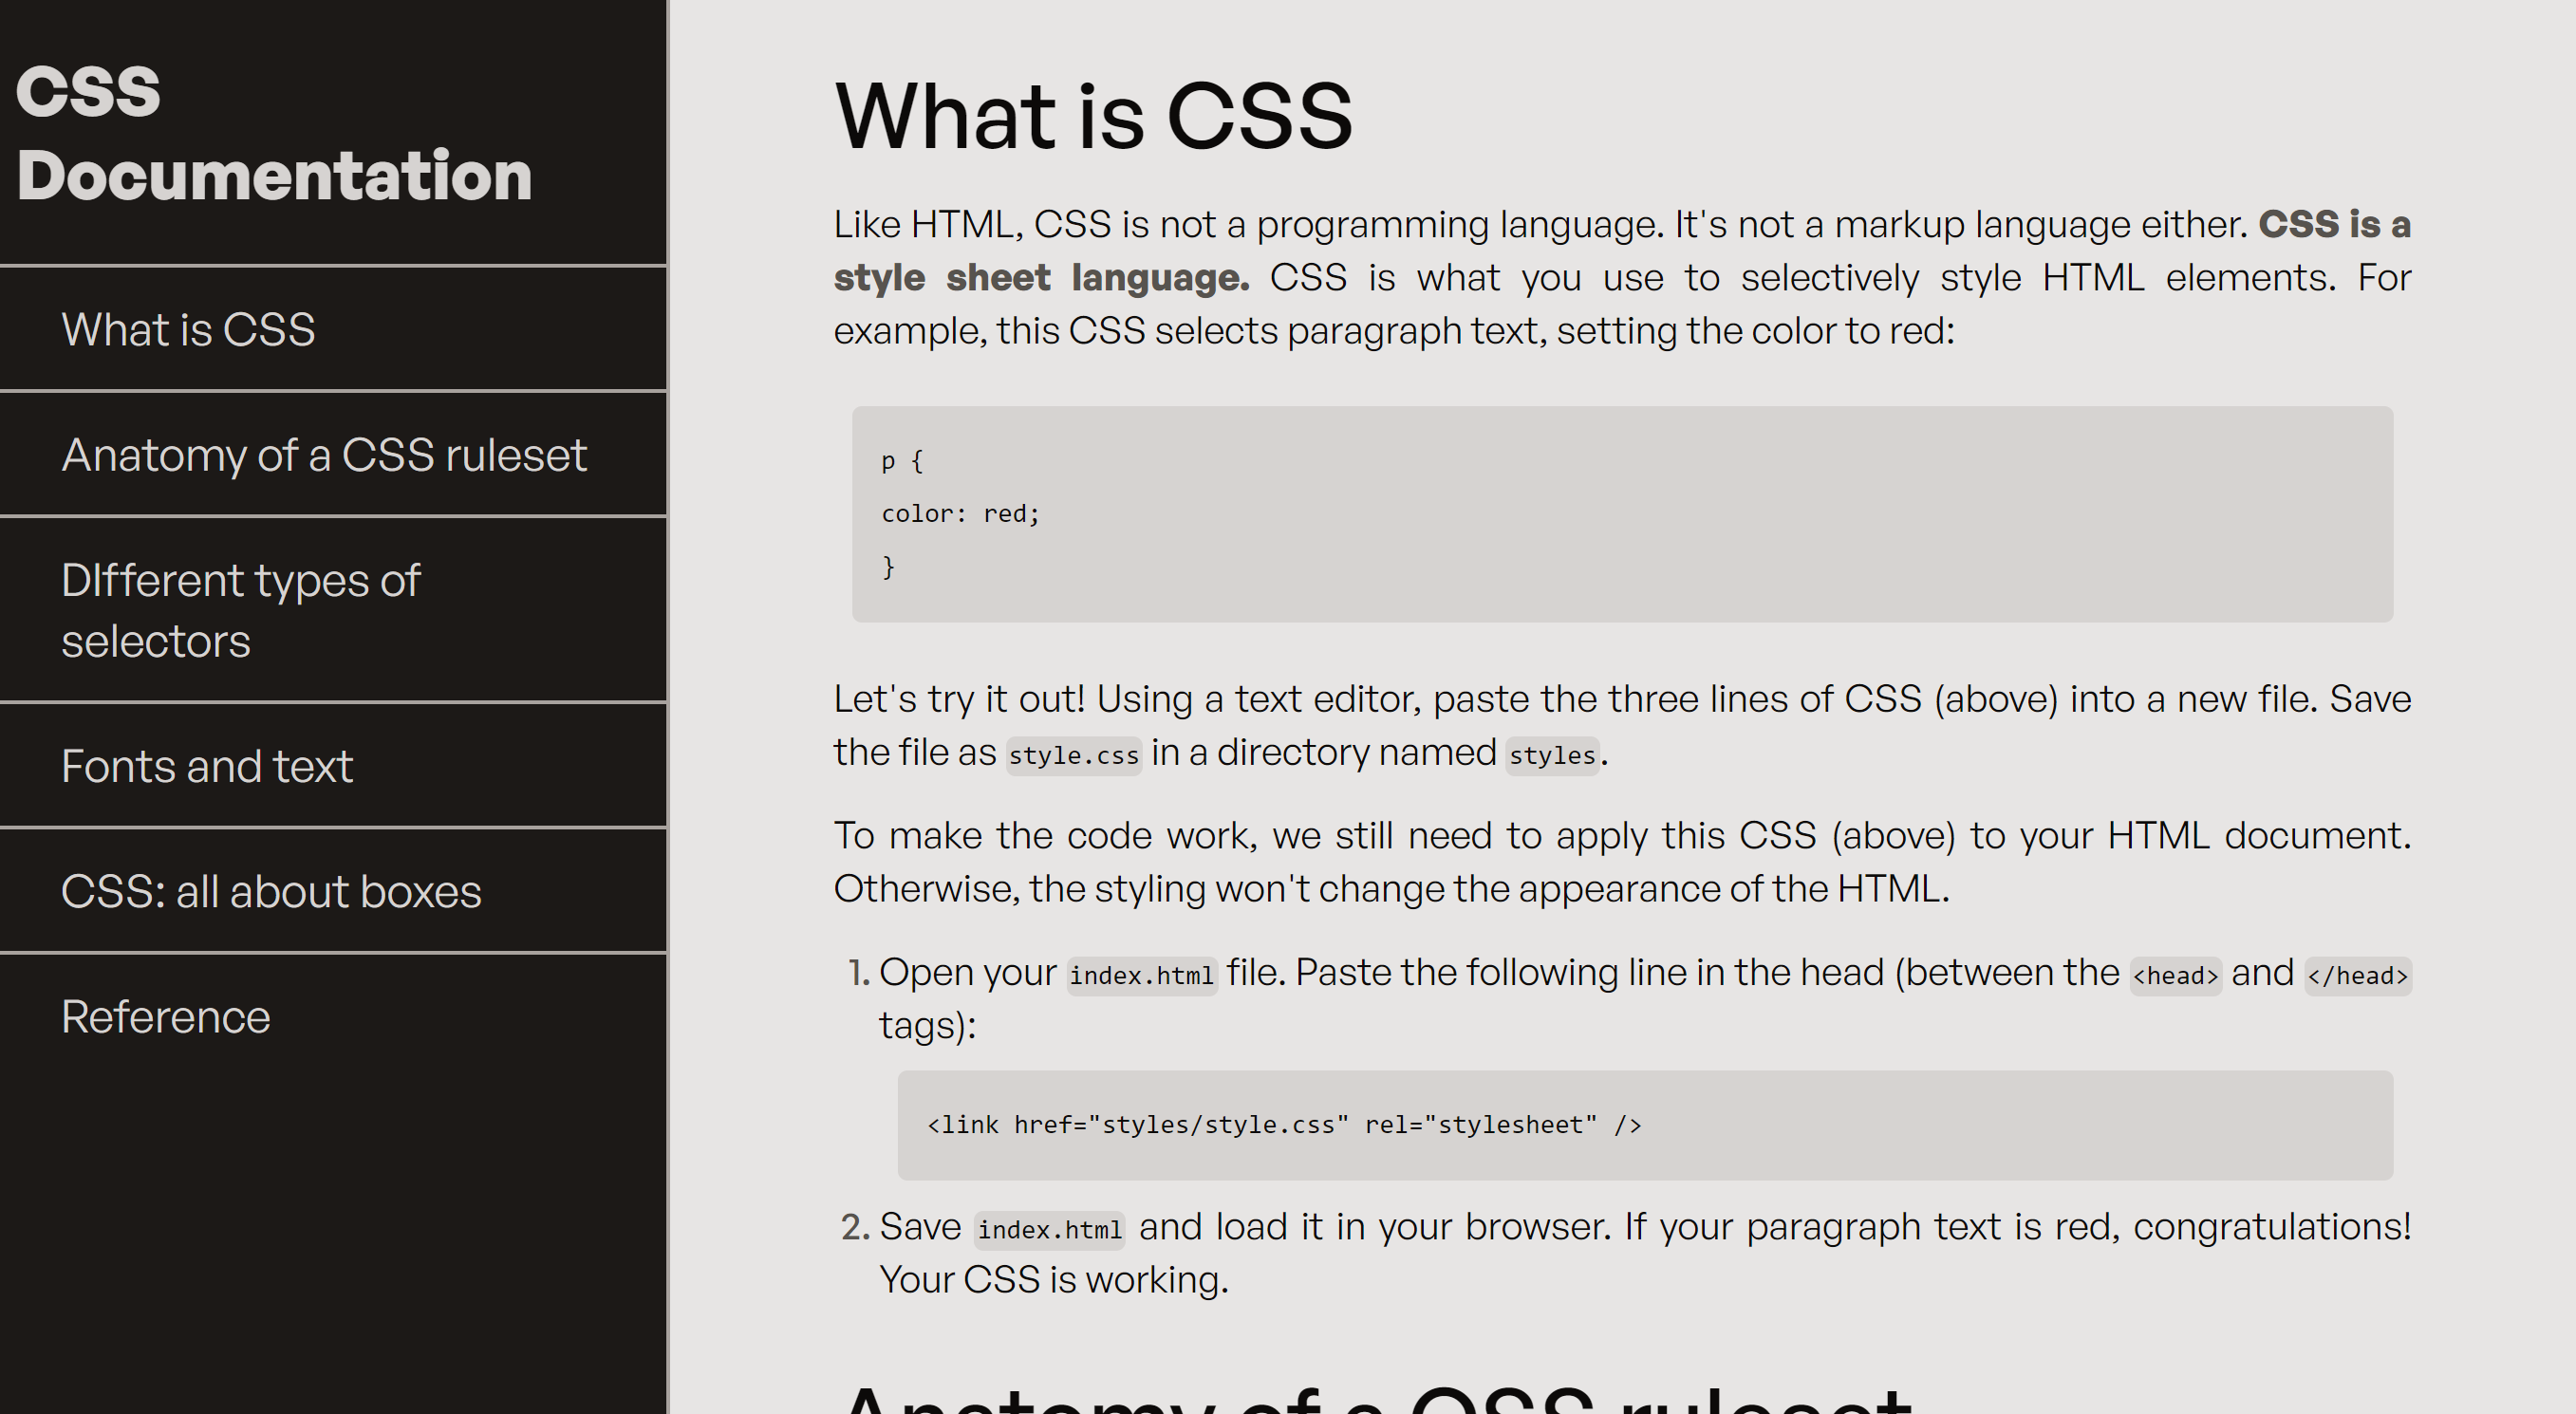 CSS
Documentation
What is CSS
Anatomy of a CSS ruleset
DIfferent types of
selectors
Fonts and text
CSS: all about boxes
Reference
What is CSS
Like HTML, CSS is not a programming language. It's not a markup language either. CSS is a
style sheet language. CSS is what you use to selectively style HTML elements. For
example, this CSS selects paragraph text, setting the color to red:
p {
color: red;
}
Let's try it out! Using a text editor, paste the three lines of CSS (above) into a new file. Save
the file as style.css in a directory named styles.
To make the code work, we still need to apply this CSS (above) to your HTML document.
Otherwise, the styling won't change the appearance of the HTML.
1. Open your index.html file. Paste the following line in the head (between the <head> and </head>
tags):
<link href="styles/style.css" rel="stylesheet" />
2. Save index.html and load it in your browser. If your paragraph text is red, congratulations!
Your CSS is working.
Anatomy of a CSS ruleset